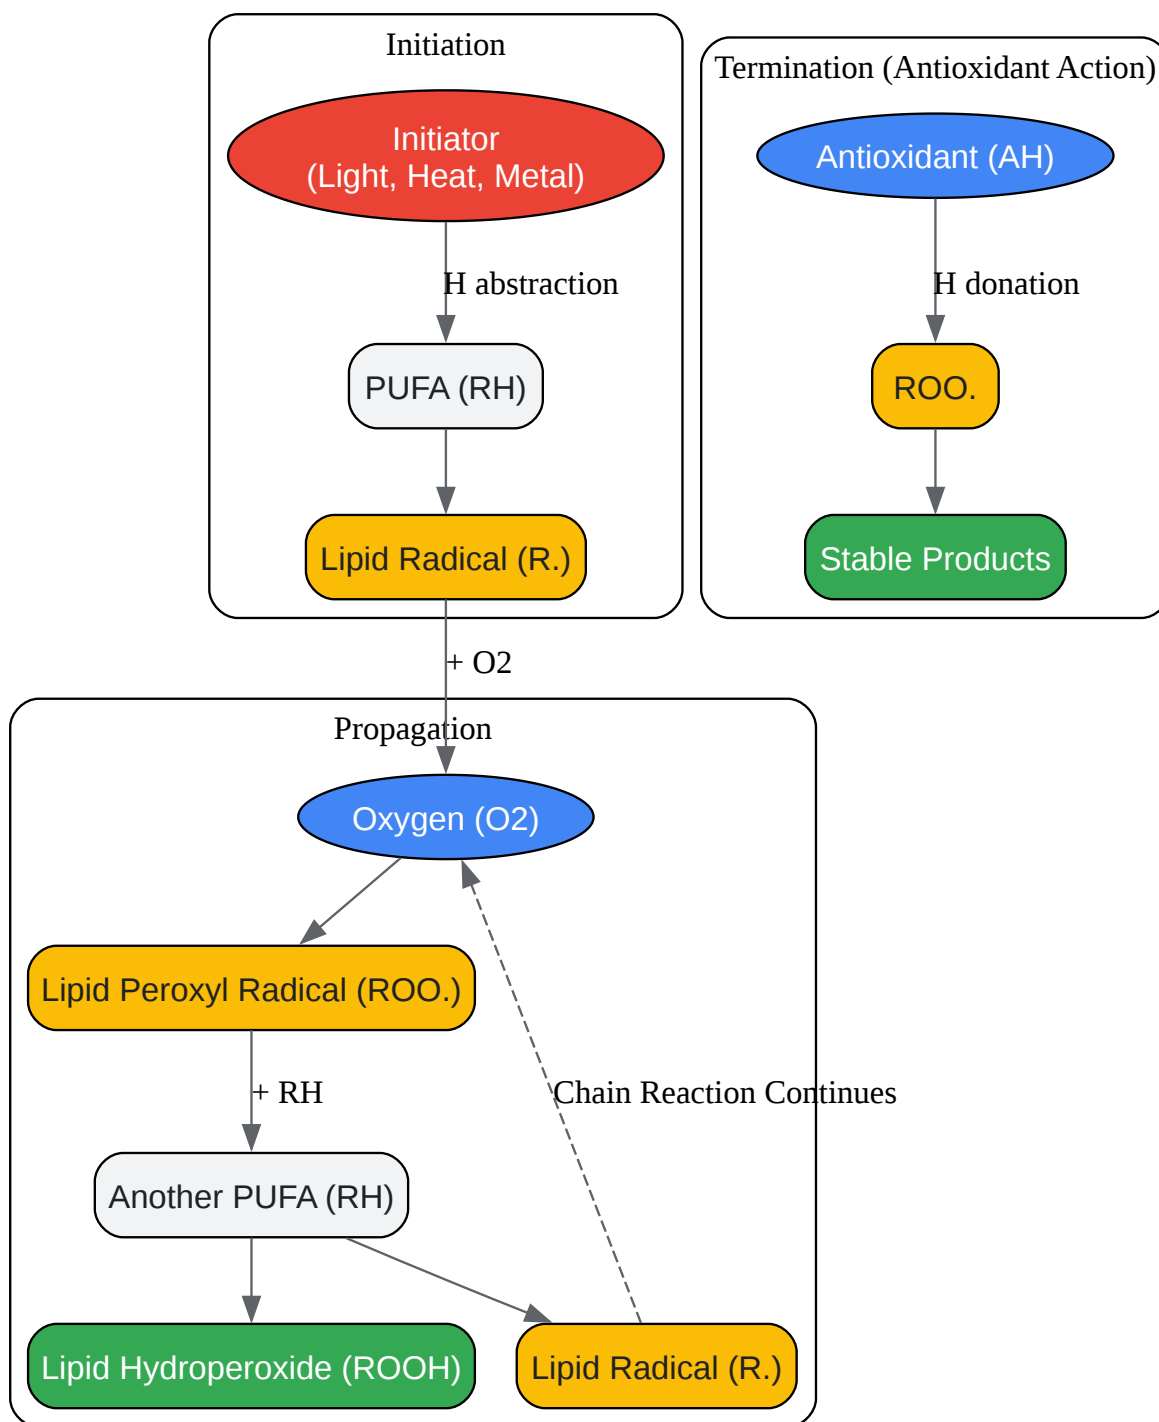 Initiation
Initiator
(Light, Heat, Metal)
H abstraction
PUFA (RH)
Lipid Radical (R.)
+ O2
Termination (Antioxidant Action)
Antioxidant (AH)
H donation
ROO.
Stable Products
Propagation
Oxygen (O2)
Lipid Peroxyl Radical (ROO.)
+ RH
Chain Reaction Continues
Another PUFA (RH)
Lipid Hydroperoxide (ROOH)
Lipid Radical (R.)